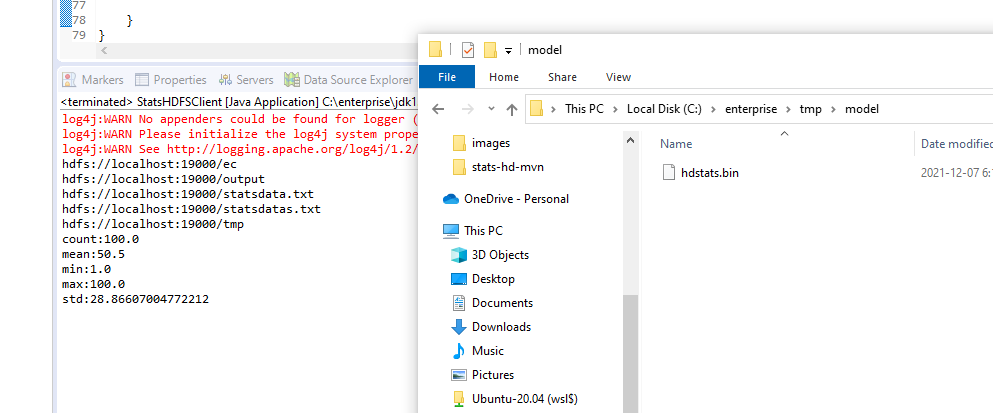 77
78 }
79 }
Markers Properties Servers Data Source Explorer
<terminated> StatsHDFSClient [Java Application] C:\enterprise\jdk1
log4j:WARN No appenders could be found for logger (
log4j:WARN Please initialize the log4j system prope
log4j:WARN See http://logging.apache.org/log4j/1.2/
hdfs://localhost:19000/ec
hdfs://localhost:19000/output
hdfs://localhost:19000/statsdata.txt
hdfs://localhost:19000/statsdatas.txt
hdfs://localhost:19000/tmp
count:100.0
mean:50.5
min:1.0
max:100.0
std:28.86607004772212
model
File Home Share View
This PC > Local Disk (C:) > enterprise > tmp > model
images
stats-hd-mvn
OneDrive - Personal
This PC
3D Objects
Desktop
Documents
Downloads
Music
Pictures
Ubuntu-20.04 (wsl$)
Name Date modified
hdstats.bin 2021-12-07 6: